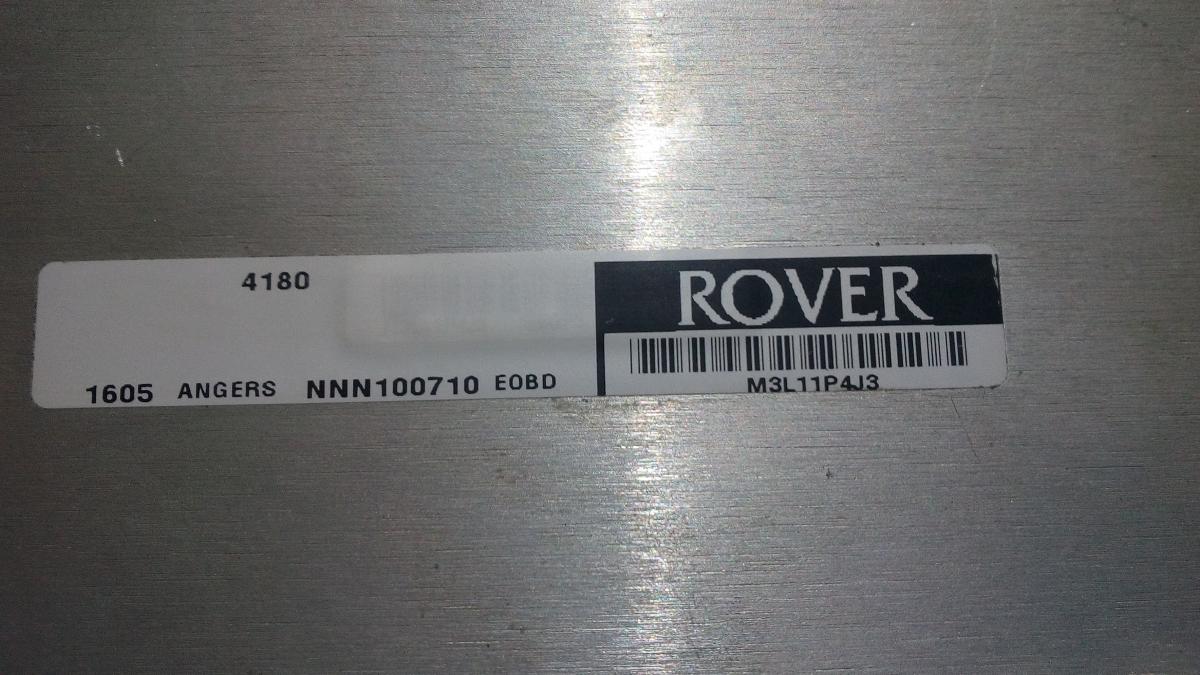 4180
ROVER
M3L11P4J3
1605 ANGERS NNN100710 EOBD